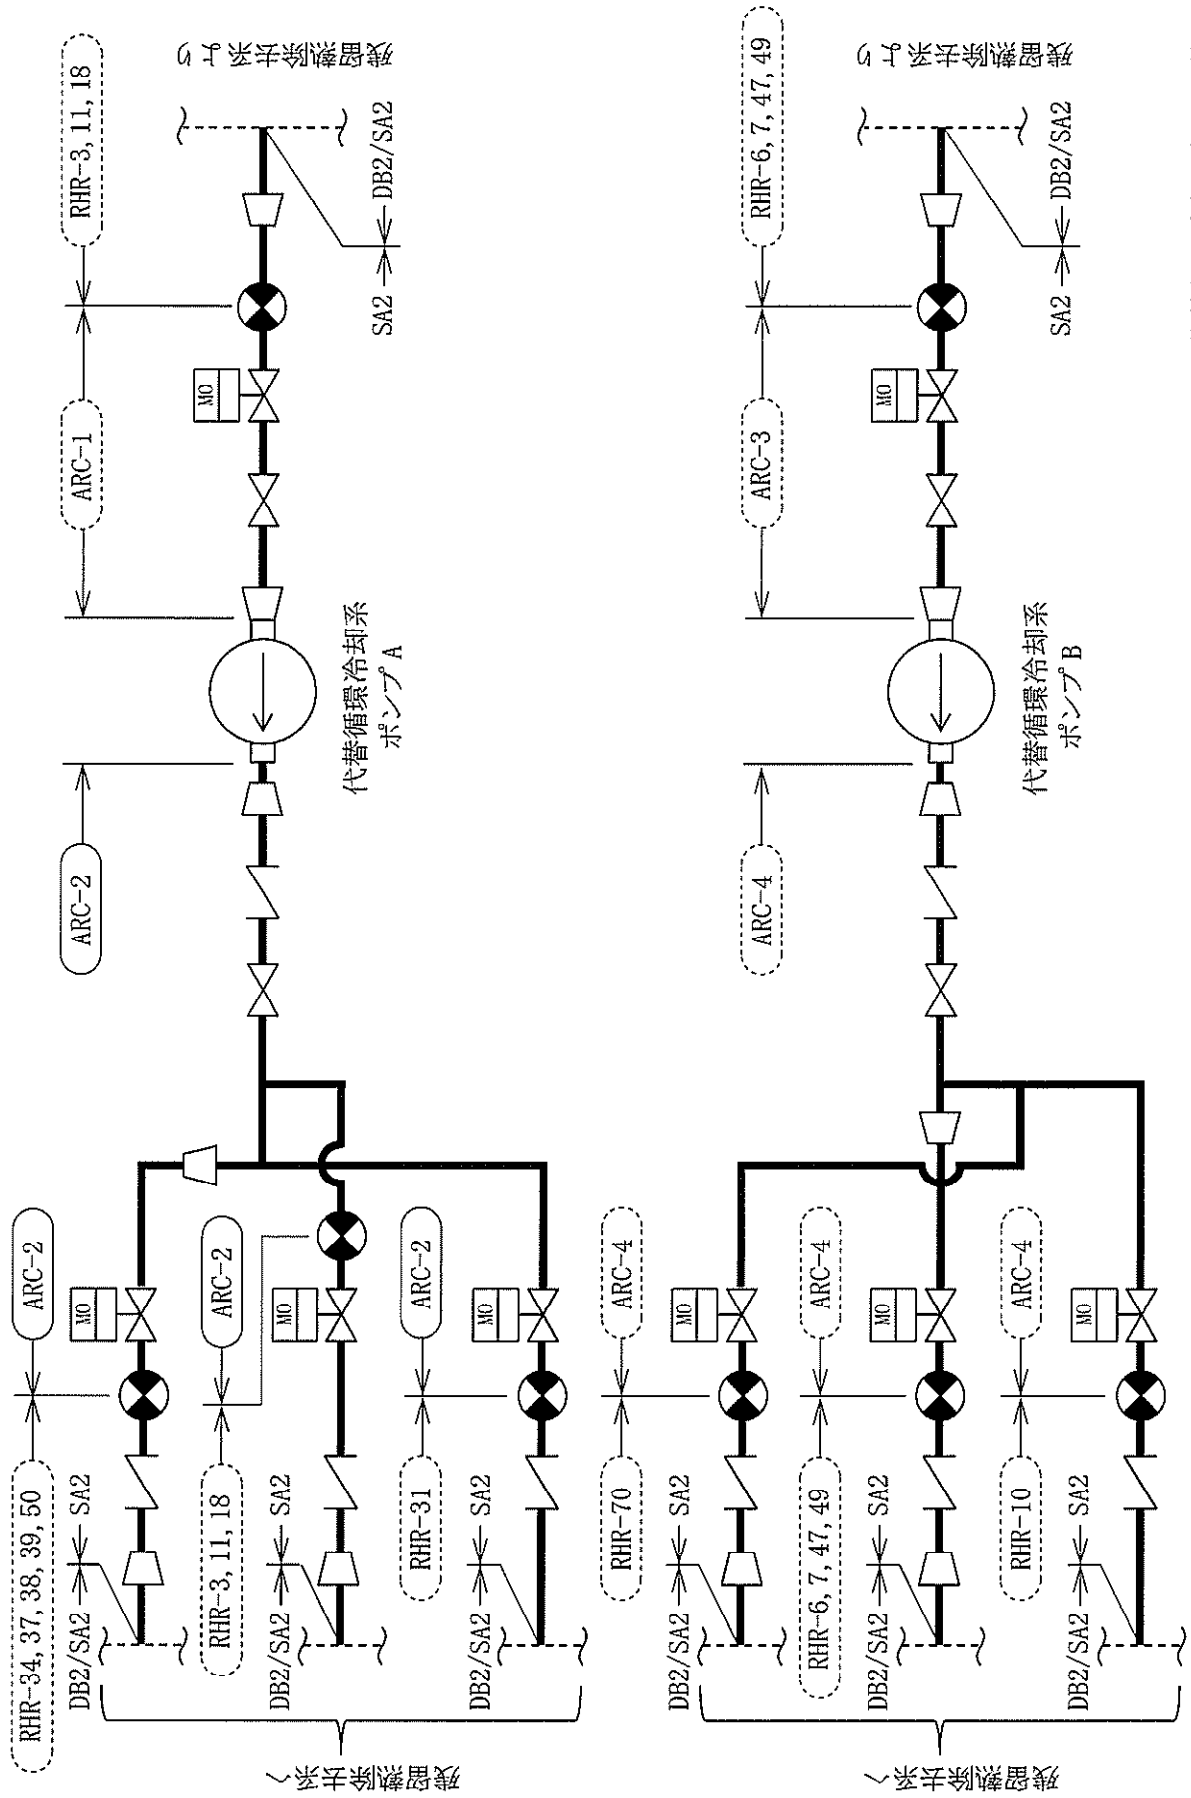 RHR-34, 37, 38, 39, 50
ARC-2
DB2/SA2
SA2
MO
RHR-3, 11, 18
ARC-2
DB2/SA2
SA2
MO
RHR-31
ARC-2
DB2/SA2
SA2
MO
残留熱除去系へ
ARC-2
代替循環冷却系
ポンプA
ARC-1
MO
RHR-3, 11, 18
SA2
DB2/SA2
残留熱除去系より
RHR-70
ARC-4
DB2/SA2
SA2
MO
RHR-6, 7, 47, 49
ARC-4
DB2/SA2
SA2
MO
RHR-10
ARC-4
DB2/SA2
SA2
MO
残留熱除去系へ
ARC-4
代替循環冷却系
ポンプB
ARC-3
MO
RHR-6, 7, 47, 49
SA2
DB2/SA2
残留熱除去系より